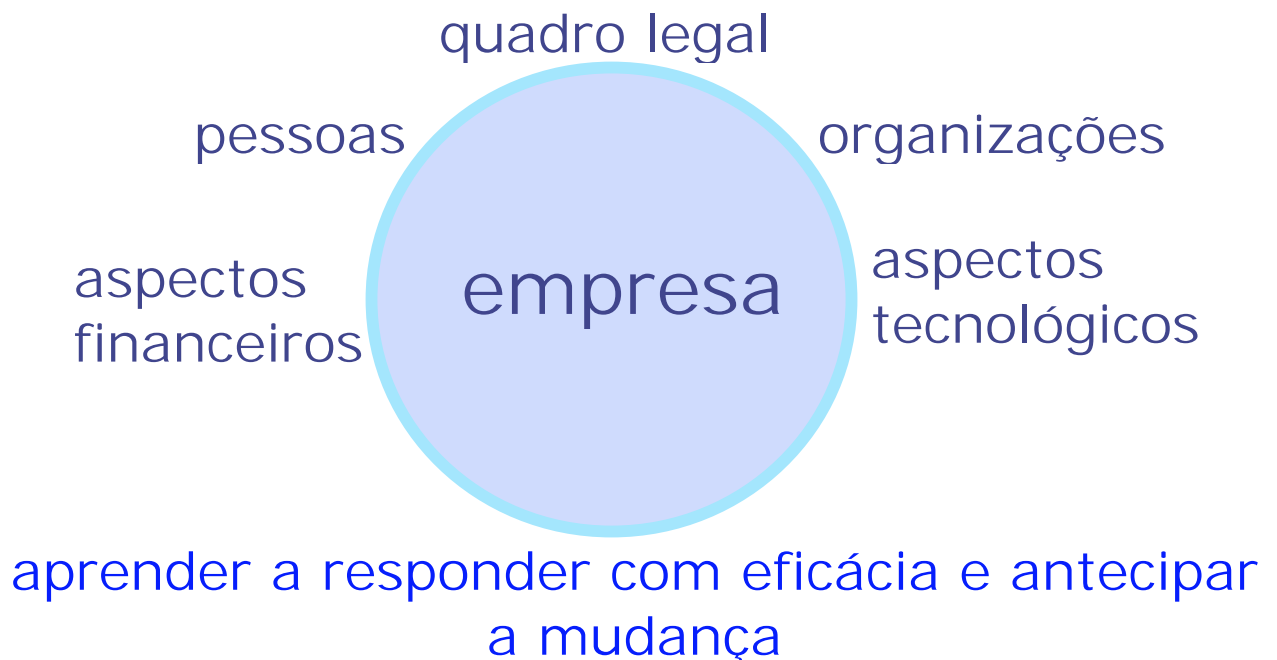 quadro legal
pessoas
organizações
aspectos
financeiros
empresa
aspectos
tecnológicos
aprender a responder com eficácia e antecipar
a mudança